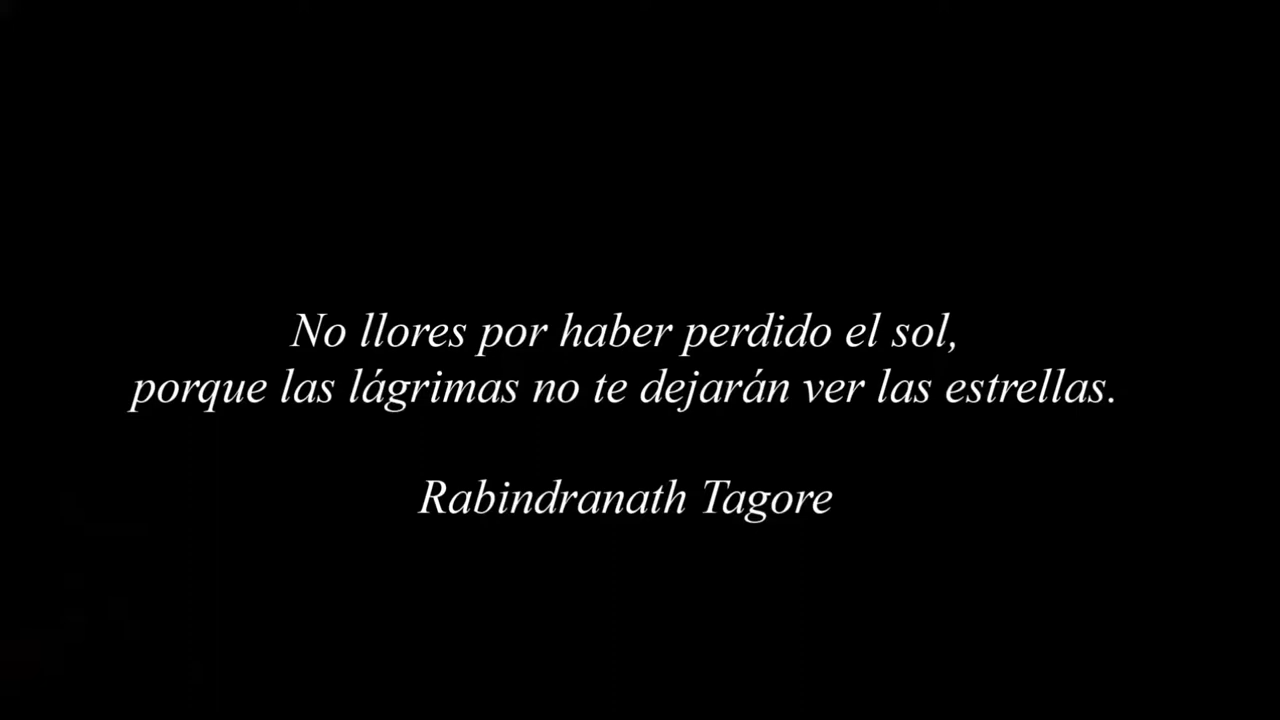 No llores por haber perdido el sol,
porque las lágrimas no te dejarán ver las estrellas.
Rabindranath Tagore